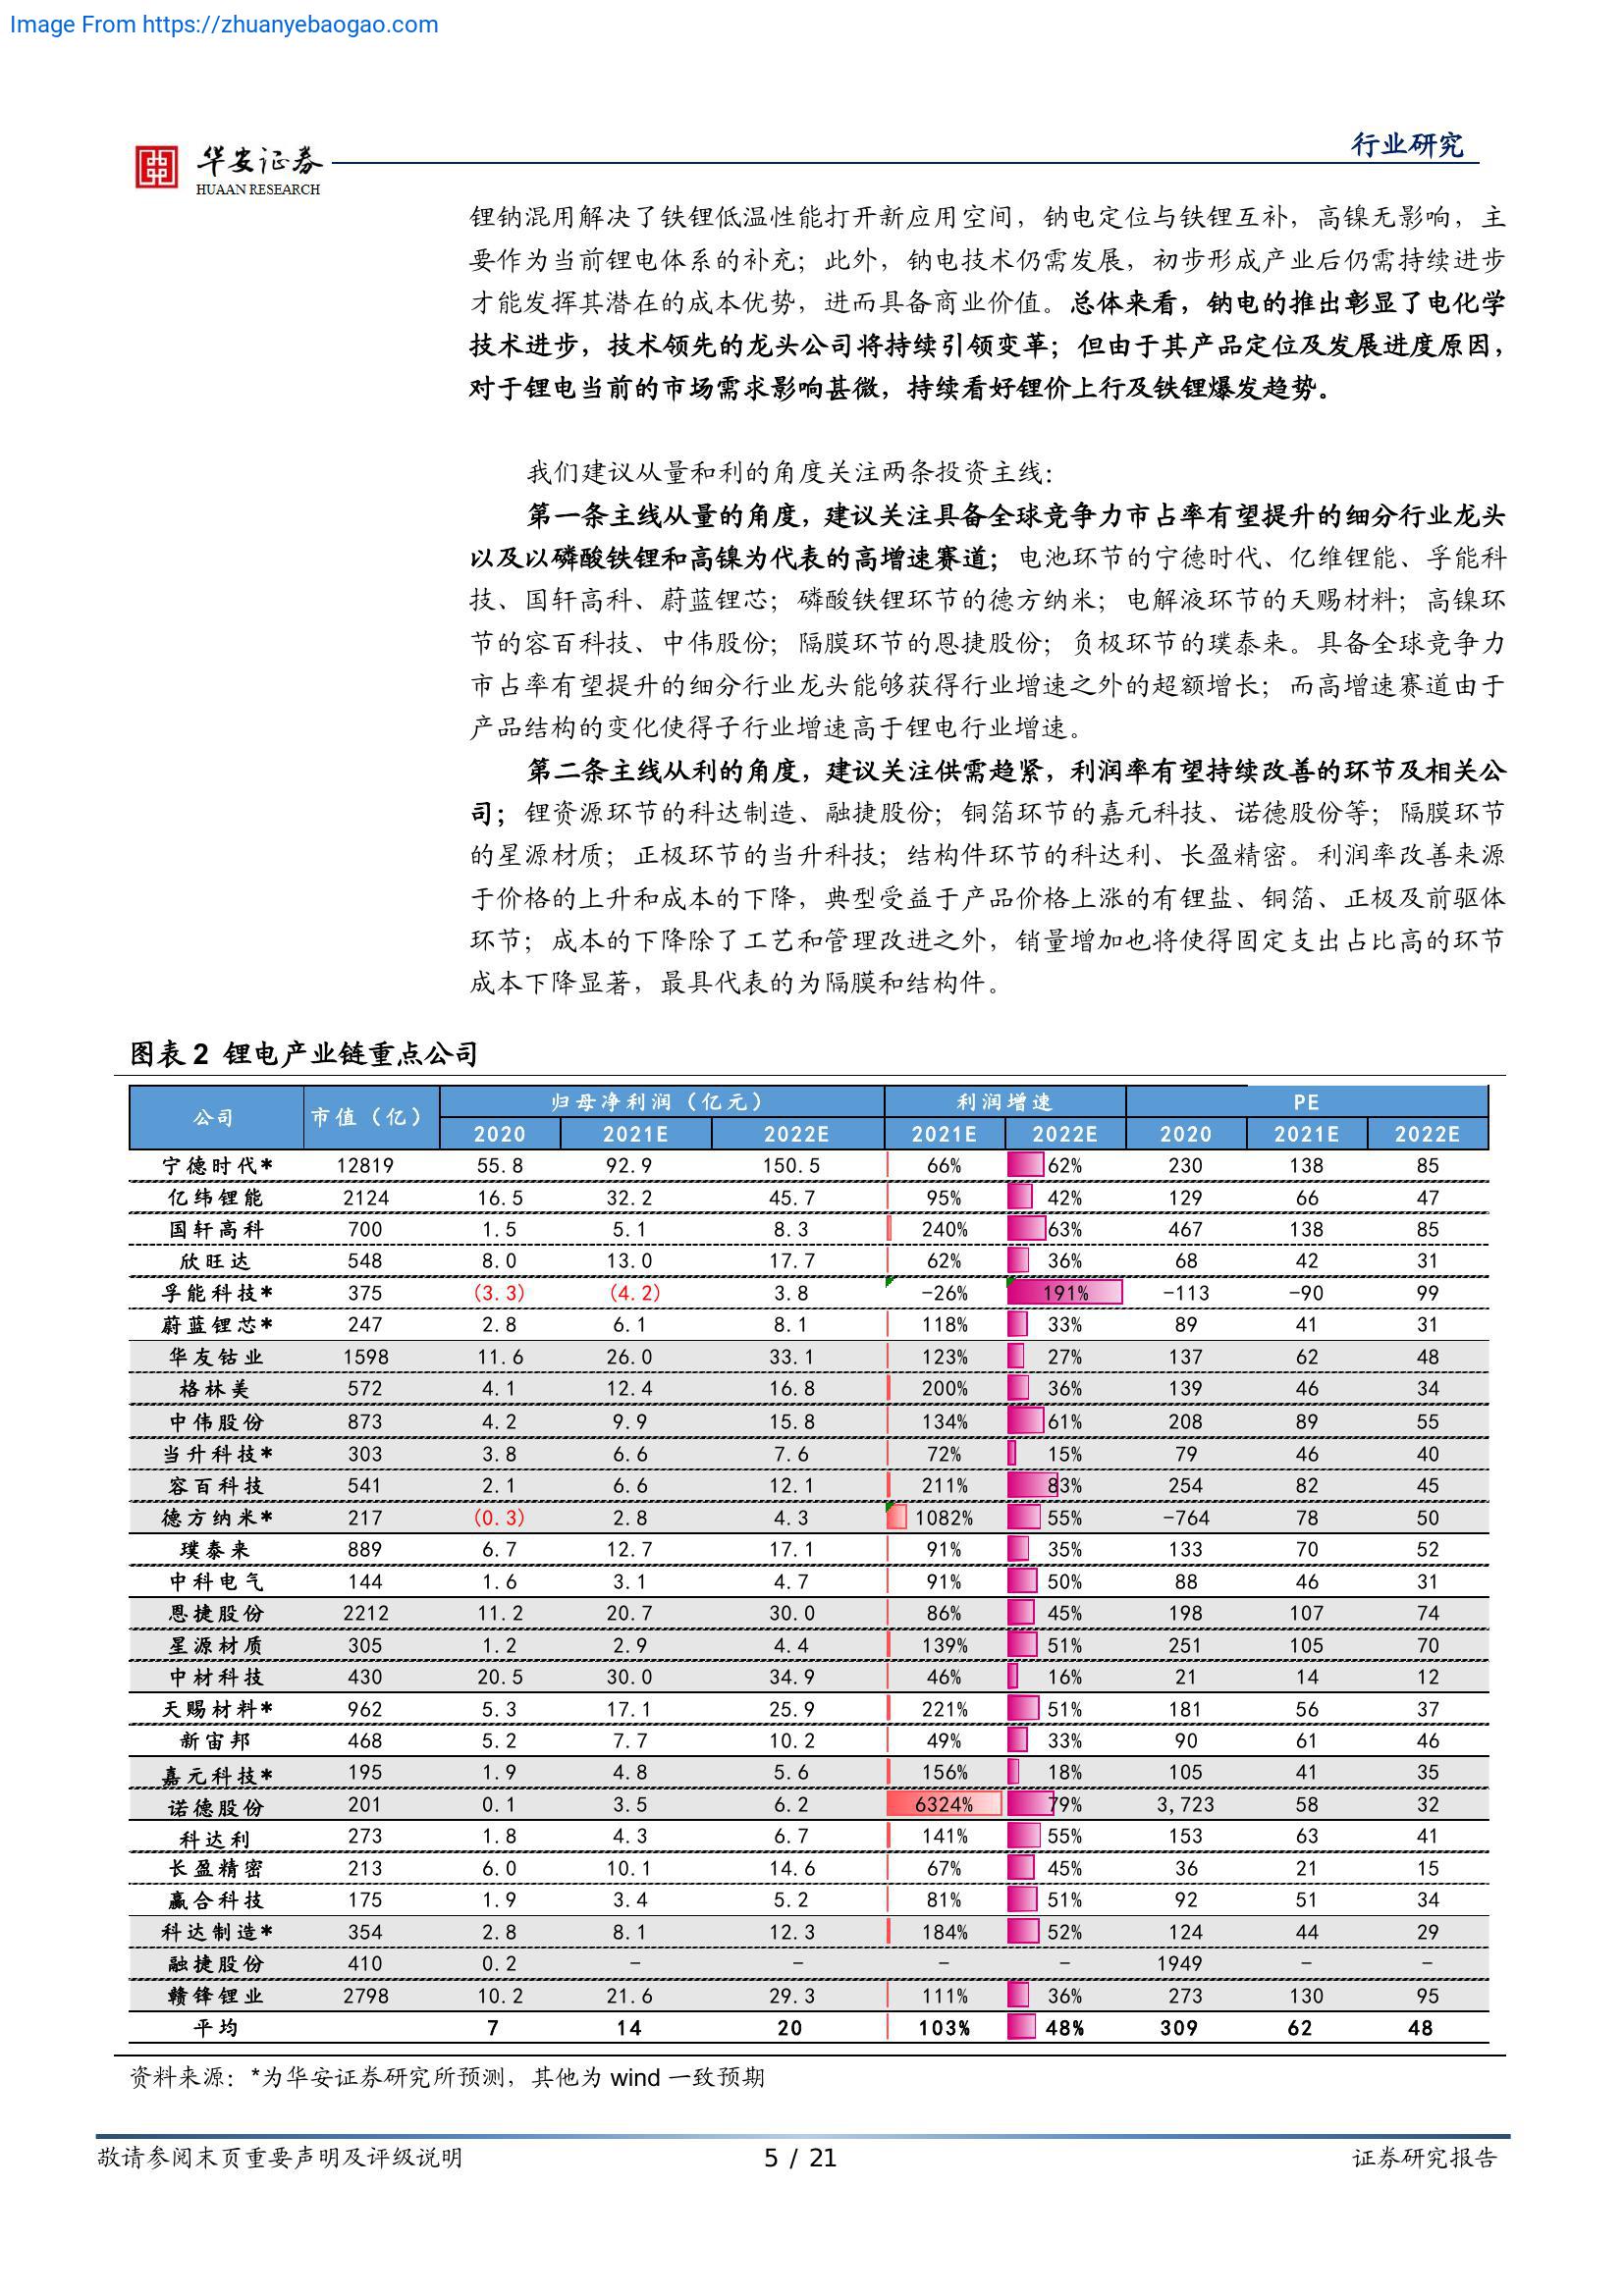 Image From https://zhuanyebaogao.com
华安证券
HUAAN RESEARCH
行业研究
锂钠混用解决了铁锂低温性能打开新应用空间，钠电定位与铁锂互补，高镍无影响，主
要作为当前锂电体系的补充；此外，钠电技术仍需发展，初步形成产业后仍需持续进步
才能发挥其潜在的成本优势，进而具备商业价值。总体来看，钠电的推出彰显了电化学
技术进步，技术领先的龙头公司将持续引领变革；但由于其产品定位及发展进度原因，
对于锂电当前的市场需求影响甚微，持续看好锂价上行及铁锂爆发趋势。
我们建议从量和利的角度关注两条投资主线：
第一条主线从量的角度，建议关注具备全球竞争力市占率有望提升的细分行业龙头
以及以磷酸铁锂和高镍为代表的高增速赛道；电池环节的宁德时代、亿维锂能、孚能科
技、国轩高科、蔚蓝锂芯；磷酸铁锂环节的德方纳米；电解液环节的天赐材料；高镍环
节的容百科技、中伟股份；隔膜环节的恩捷股份；负极环节的璞泰来。具备全球竞争力
市占率有望提升的细分行业龙头能够获得行业增速之外的超额增长；而高增速赛道由于
产品结构的变化使得子行业增速高于锂电行业增速。
第二条主线从利的角度，建议关注供需趋紧，利润率有望持续改善的环节及相关公
司；锂资源环节的科达制造、融捷股份；铜箔环节的嘉元科技、诺德股份等；隔膜环节
的星源材质；正极环节的当升科技；结构件环节的科达利、长盈精密。利润率改善来源
于价格的上升和成本的下降，典型受益于产品价格上涨的有锂盐、铜箔、正极及前驱体
环节；成本的下降除了工艺和管理改进之外，销量增加也将使得固定支出占比高的环节
成本下降显著，最具代表的为隔膜和结构件。
图表 2 锂电产业链重点公司
公司 市值（亿） 归母净利润（亿元） 利润增速 PE
2020 2021E 2022E 2021E 2022E 2020 2021E 2022E
宁德时代* 12819 55.8 92.9 150.5 66% 62% 230 138 85
亿纬锂能 2124 16.5 32.2 45.7 95% 42% 129 66 47
国轩高科 700 1.5 5.1 8.3 240% 63% 467 138 85
欣旺达 548 8.0 13.0 17.7 62% 36% 68 42 31
孚能科技* 375 (3.3) (4.2) 3.8 -26% 191% -113 -90 99
蔚蓝锂芯* 247 2.8 6.1 8.1 118% 33% 89 41 31
华友钴业 1598 11.6 26.0 33.1 123% 27% 137 62 48
格林美 572 4.1 12.4 16.8 200% 36% 139 46 34
中伟股份 873 4.2 9.9 15.8 134% 61% 208 89 55
当升科技* 303 3.8 6.6 7.6 72% 15% 79 46 40
容百科技 541 2.1 6.6 12.1 211% 83% 254 82 45
德方纳米* 217 (0.3) 2.8 4.3 1082% 55% -764 78 50
璞泰来 889 6.7 12.7 17.1 91% 35% 133 70 52
中科电气 144 1.6 3.1 4.7 91% 50% 88 46 31
恩捷股份 2212 11.2 20.7 30.0 86% 45% 198 107 74
星源材质 305 1.2 2.9 4.4 139% 51% 251 105 70
中材科技 430 20.5 30.0 34.9 46% 16% 21 14 12
天赐材料* 962 5.3 17.1 25.9 221% 51% 181 56 37
新宙邦 468 5.2 7.7 10.2 49% 33% 90 61 46
嘉元科技* 195 1.9 4.8 5.6 156% 18% 105 41 35
诺德股份 201 0.1 3.5 6.2 6324% 79% 3,723 58 32
科达利 273 1.8 4.3 6.7 141% 55% 153 63 41
长盈精密 213 6.0 10.1 14.6 67% 45% 36 21 15
赢合科技 175 1.9 3.4 5.2 81% 51% 92 51 34
科达制造* 354 2.8 8.1 12.3 184% 52% 124 44 29
融捷股份 410 0.2 - - - - 1949 - -
赣锋锂业 2798 10.2 21.6 29.3 111% 36% 273 130 95
平均 7 14 20 103% 48% 309 62 48
资料来源：*为华安证券研究所预测，其他为 wind 一致预期
敬请参阅末页重要声明及评级说明 5 / 21 证券研究报告